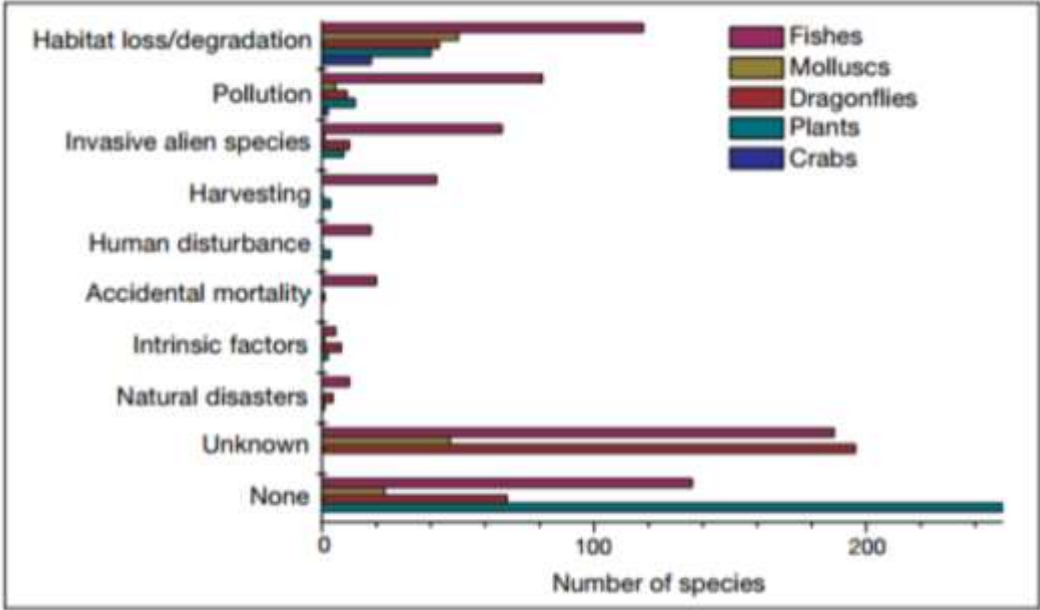 Habitat loss/degradation
Pollution
Invasive alien species
Harvesting
Human disturbance
Accidental mortality
Intrinsic factors
Natural disasters
Unknown
None
Fishes
Molluscs
Dragonflies
Plants
Crabs
0 100 200
Number of species